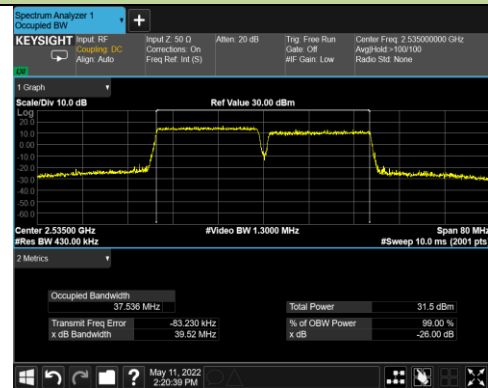 Spectrum Analyzer 1
Occupied BW
KEYSIGHT Input: RF Input Z: 50 Ω Atten: 20 dB Trig: Free Run Center Freq: 2.535000000 GHz
Coupling: DC Corrections: On Gate: Off Avg|Hold:>100/100
Align: Auto Freq Ref: Int (S) #IF Gain: Low Radio Std: None
1 Graph
Scale/Div 10.0 dB Ref Value 30.00 dBm
Log
20.0
10.0
0.00
-10.0
-20.0
-30.0
-40.0
-50.0
-60.0
Center 2.53500 GHz #Video BW 1.3000 MHz Span 80 MHz
#Res BW 430.00 kHz #Sweep 10.0 ms (2001 pts)
2 Metrics
Occupied Bandwidth
37.536 MHz Total Power 31.5 dBm
Transmit Freq Error -83.230 kHz % of OBW Power 99.00 %
x dB Bandwidth 39.52 MHz x dB -26.00 dB
? May 11, 2022
2:20:39 PM